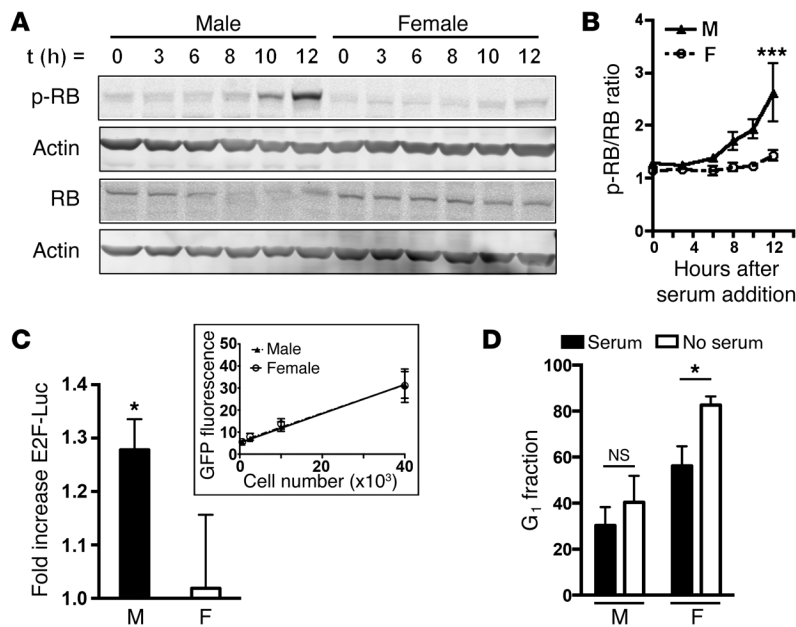 A
Male Female
t (h) = 0 3 6 8 10 12 0 3 6 8 10 12
p-RB
Actin
RB
Actin
B
4
3
2
1
0
p-RB/RB ratio
M
F
***
0 4 8 12
Hours after
serum addition
C
1.4
1.3
1.2
1.1
1.0
Fold increase E2F-Luc
*
M F
50
40
30
20
10
0
GFP fluorescence
Male
Female
0 20 40
Cell number (x10³)
D
Serum No serum
100
80
60
40
20
0
G₁ fraction
NS
*
M F